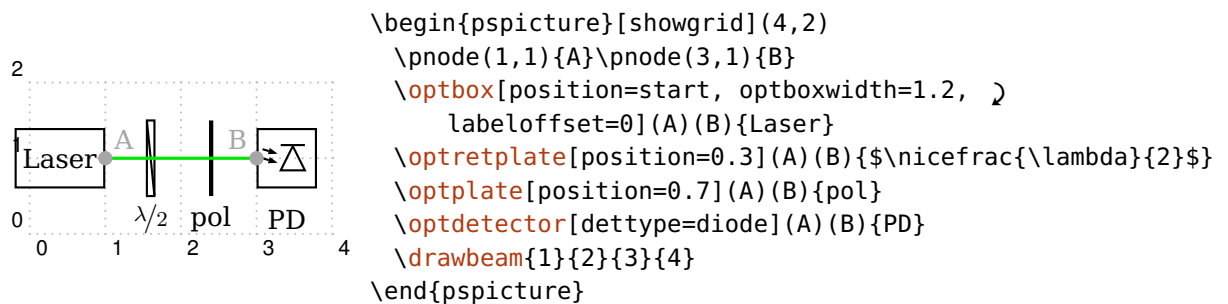 2
1
0
0 1 2 3 4
Laser A B
λ/2 pol PD
\begin{pspicture}[showgrid](4,2)
\pnode(1,1){A}\pnode(3,1){B}
\optbox[position=start, optboxwidth=1.2,
labeloffset=0](A)(B){Laser}
\optretplate[position=0.3](A)(B){$\nicefrac{\lambda}{2}$}
\optplate[position=0.7](A)(B){pol}
\optdetector[dettype=diode](A)(B){PD}
\drawbeam{1}{2}{3}{4}
\end{pspicture}